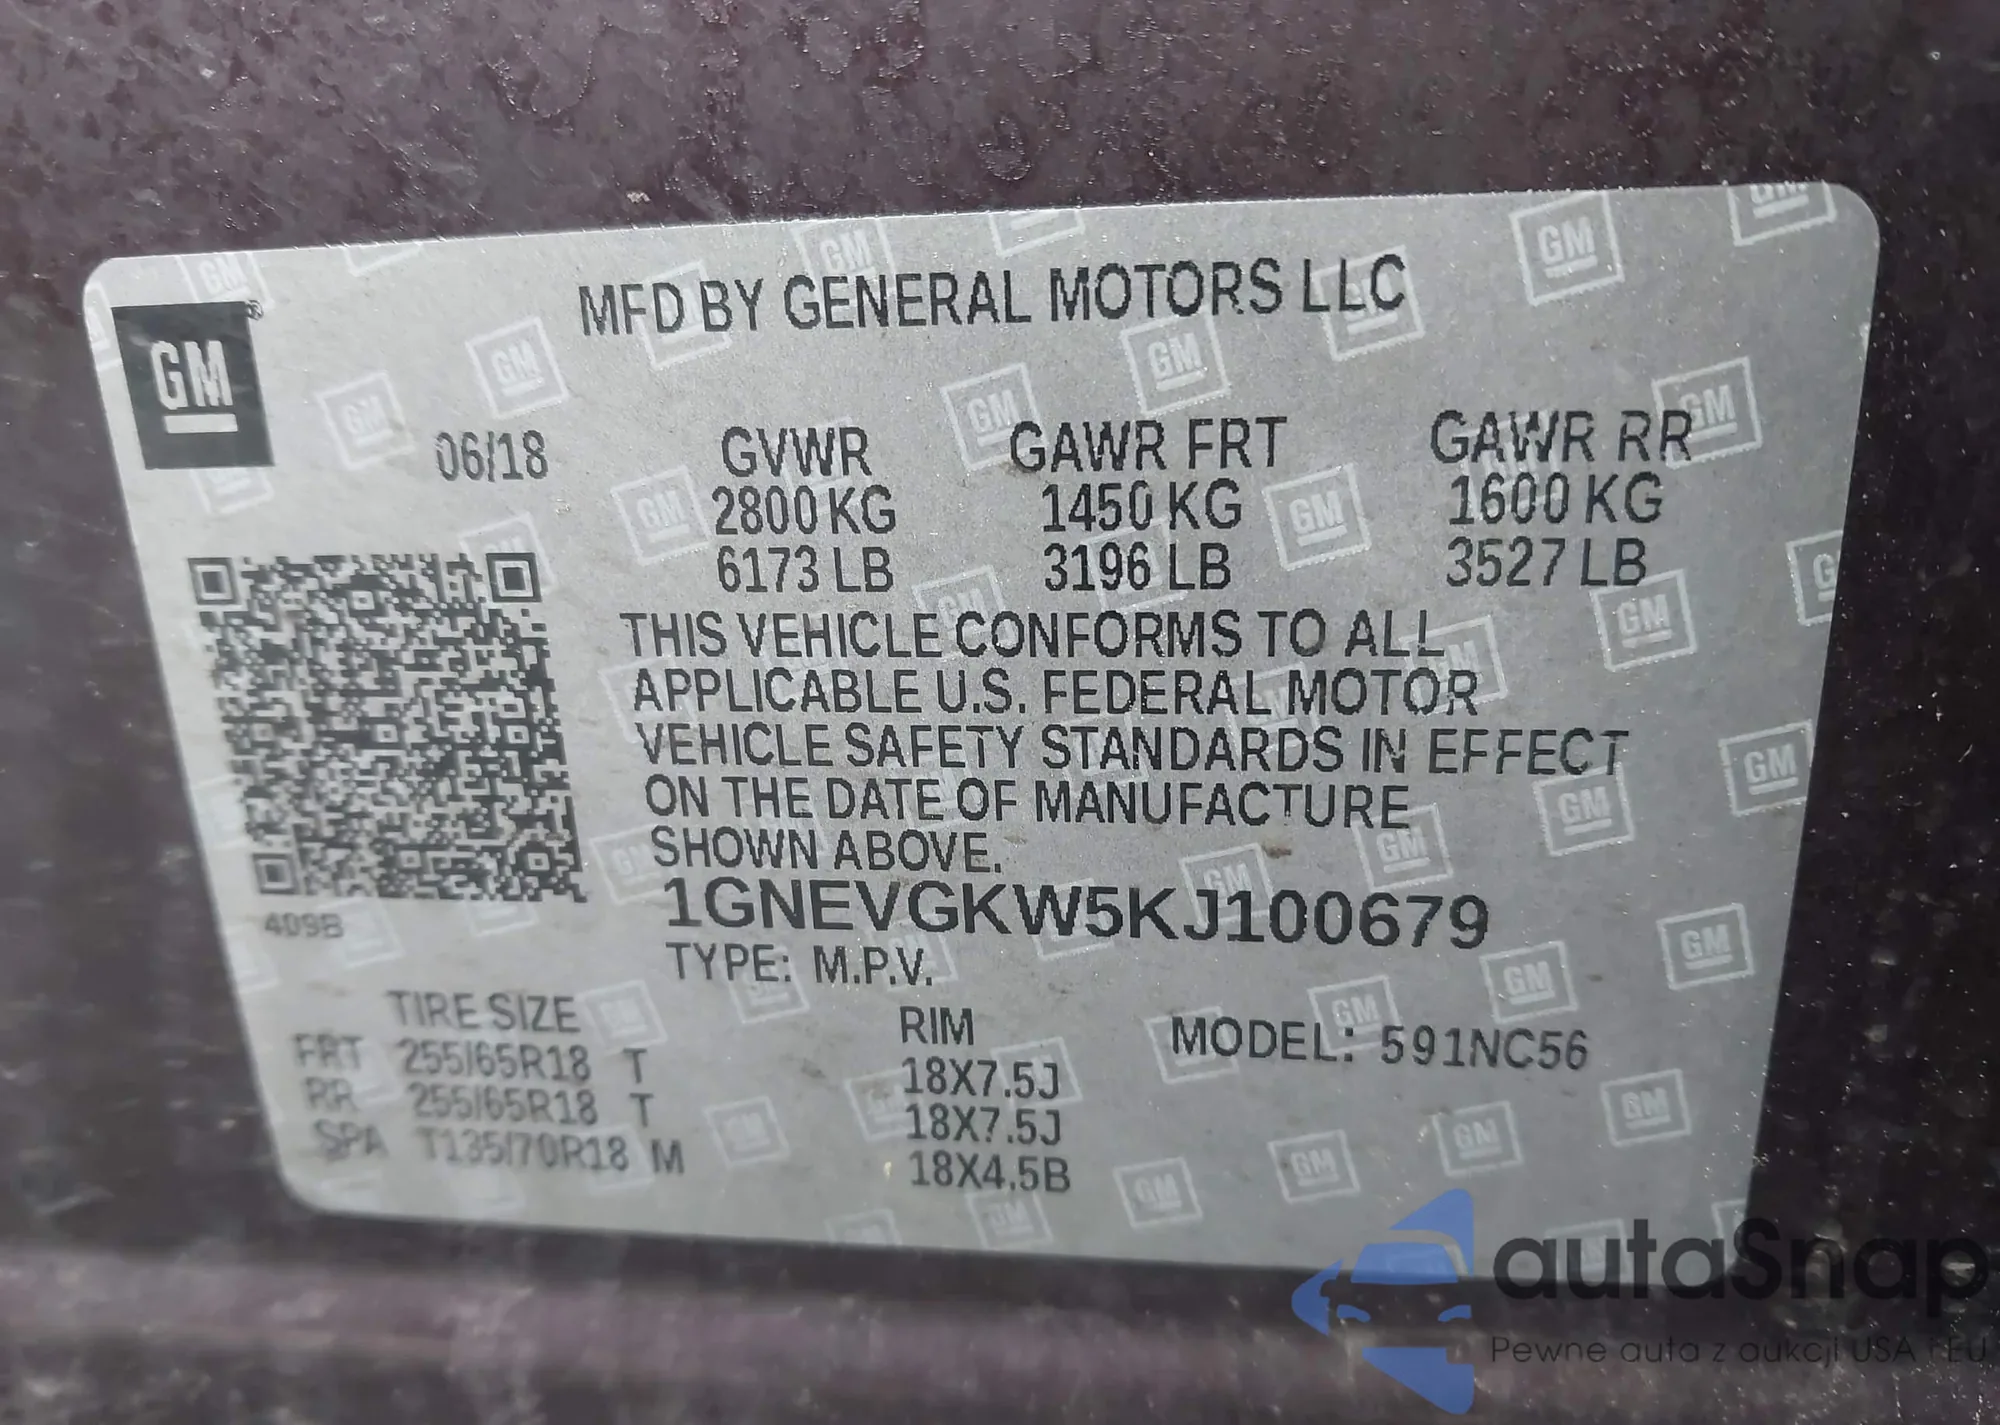 MFD BY GENERAL MOTORS LLC
GM®
06/18 GVWR GAWR FRT GAWR RR
2800 KG 1450 KG 1600 KG
6173 LB 3196 LB 3527 LB
THIS VEHICLE CONFORMS TO ALL
APPLICABLE U.S. FEDERAL MOTOR
VEHICLE SAFETY STANDARDS IN EFFECT
ON THE DATE OF MANUFACTURE
SHOWN ABOVE.
409B
1GNEVGKW5KJ100679
TYPE: M.P.V.
TIRE SIZE RIM MODEL: 591NC56
FRT 255/65R18 T 18X7.5J
RR 255/65R18 T 18X7.5J
SPA T135/70R18 M 18X4.5B
autaSnap
Pewne auta z aukcji USA i EU